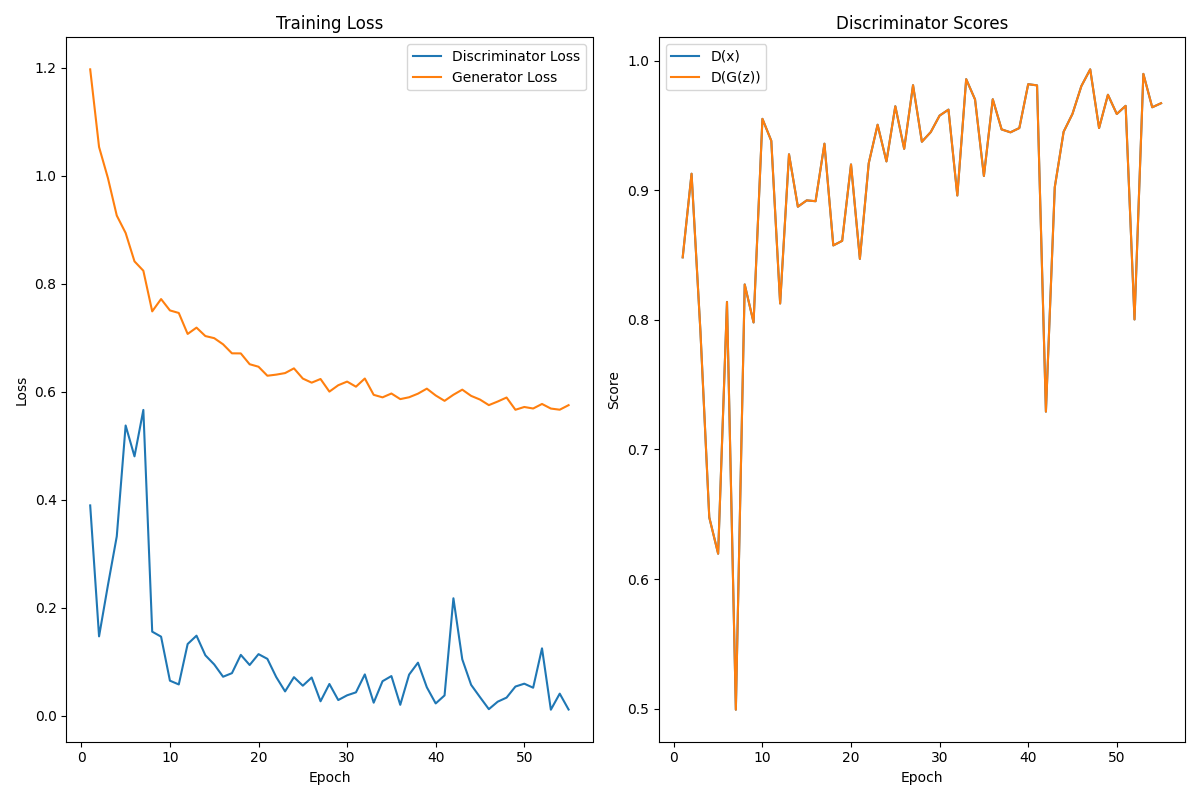 Training Loss
Discriminator Loss
Generator Loss
1.2
1.0
0.8
0.6
0.4
0.2
0.0
Loss
0
10
20
30
40
50
Epoch
Discriminator Scores
D(x)
D(G(z))
1.0
0.9
0.8
0.7
0.6
0.5
Score
0
10
20
30
40
50
Epoch